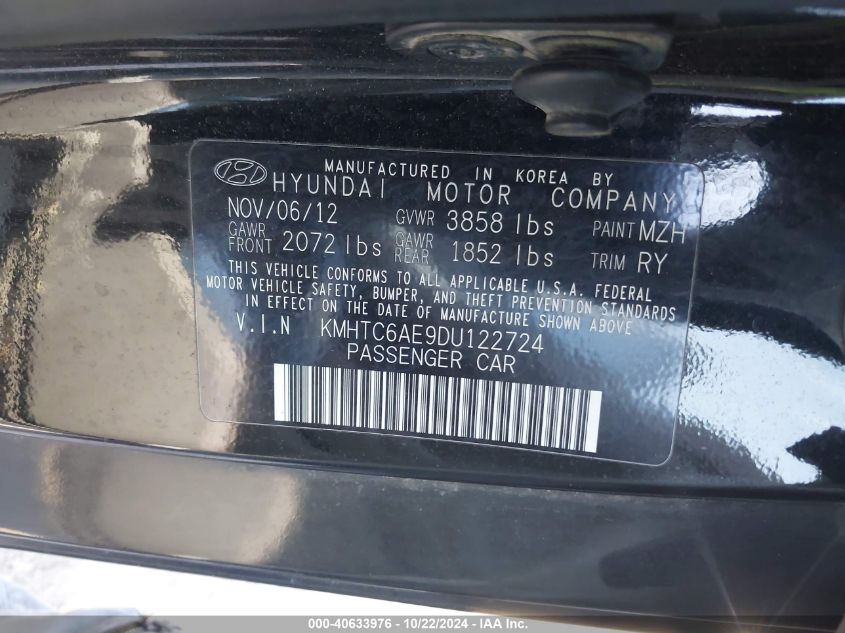 MANUFACTURED IN KOREA BY
HYUNDAI MOTOR COMPANY
NOV/06/12 GVWR 3858 lbs PAINT MZH
GAWR FRONT 2072 lbs GAWR REAR 1852 lbs TRIM RY
THIS VEHICLE CONFORMS TO ALL APPLICABLE U.S.A. FEDERAL
MOTOR VEHICLE SAFETY, BUMPER, AND THEFT PREVENTION STANDARDS
IN EFFECT ON THE DATE OF MANUFACTURE SHOWN ABOVE
V.I.N KMHTC6AE9DU122724
PASSENGER CAR
000-40633976 - 10/22/2024 - IAA Inc.